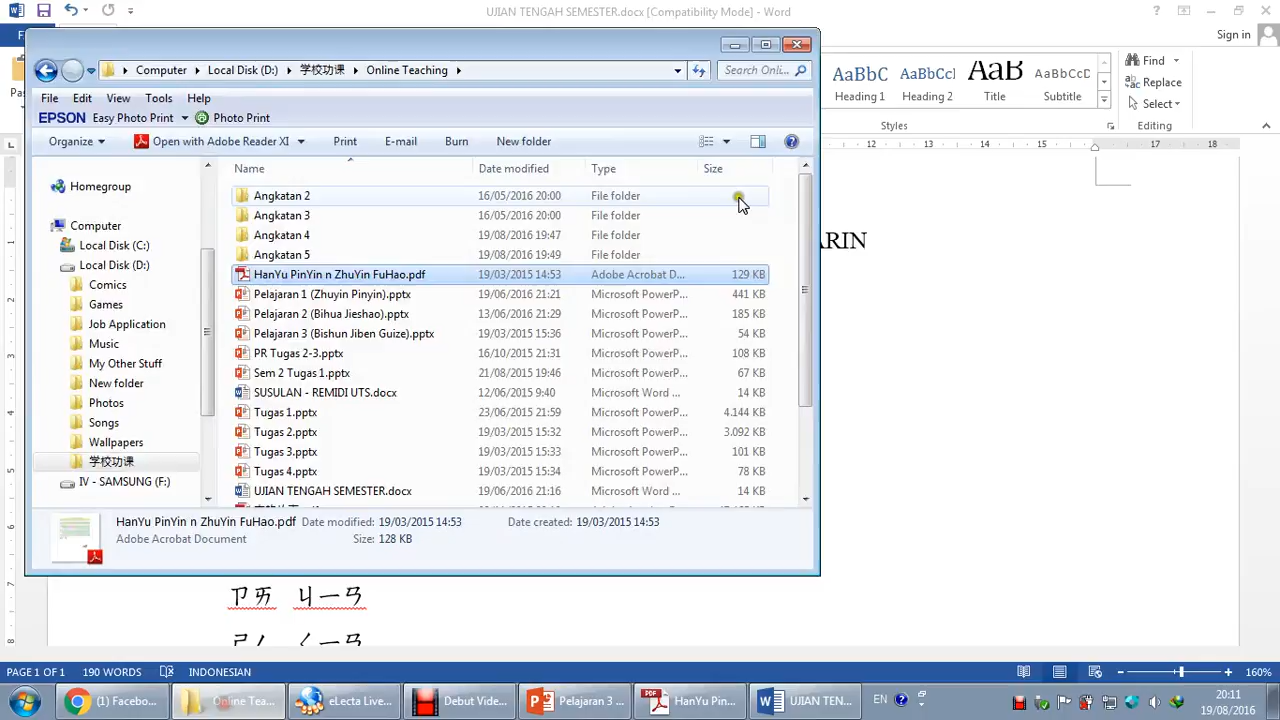 UJIAN TENGAH SEMESTER.docx [Compatibility Mode] - Word
Sign in
Computer Local Disk (D:) 学校功课 Online Teaching Search Onli...
File Edit View Tools Help
EPSON Easy Photo Print Photo Print
Organize Open with Adobe Reader XI Print E-mail Burn New folder
AaBbC AaBbCcI AaB AaBbCcD
Heading 1 Heading 2 Title Subtitle
Find
Replace
Select
Styles Editing
12 13 14 15 17 18
Name Date modified Type Size
Angkatan 2 16/05/2016 20:00 File folder
Angkatan 3 16/05/2016 20:00 File folder
Angkatan 4 19/08/2016 19:47 File folder
Angkatan 5 19/08/2016 19:49 File folder
HanYu PinYin n ZhuYin FuHao.pdf 19/03/2015 14:53 Adobe Acrobat D... 129 KB
Pelajaran 1 (Zhuyin Pinyin).pptx 19/06/2016 21:21 Microsoft PowerP... 441 KB
Pelajaran 2 (Bihua Jieshao).pptx 13/06/2016 21:29 Microsoft PowerP... 185 KB
Pelajaran 3 (Bishun Jiben Guize).pptx 19/03/2015 15:36 Microsoft PowerP... 54 KB
PR Tugas 2-3.pptx 16/10/2015 21:31 Microsoft PowerP... 108 KB
Sem 2 Tugas 1.pptx 21/08/2015 19:46 Microsoft PowerP... 67 KB
SUSULAN - REMIDI UTS.docx 12/06/2015 9:40 Microsoft Word ... 14 KB
Tugas 1.pptx 23/06/2015 21:59 Microsoft PowerP... 4.144 KB
Tugas 2.pptx 19/03/2015 15:32 Microsoft PowerP... 3.092 KB
Tugas 3.pptx 19/03/2015 15:33 Microsoft PowerP... 101 KB
Tugas 4.pptx 19/03/2015 15:34 Microsoft PowerP... 78 KB
UJIAN TENGAH SEMESTER.docx 19/06/2016 21:16 Microsoft Word ... 14 KB
Homegroup
Computer
Local Disk (C:)
Local Disk (D:)
Comics
Games
Job Application
Music
My Other Stuff
New folder
Photos
Songs
Wallpapers
学校功课
IV - SAMSUNG (F:)
HanYu PinYin n ZhuYin FuHao.pdf Date modified: 19/03/2015 14:53 Date created: 19/03/2015 14:53
Adobe Acrobat Document Size: 128 KB
ARIN
ㄗㄞ ㄐㄧㄢ
PAGE 1 OF 1 190 WORDS INDONESIAN 160%
(1) Facebo... Online Tea... eLecta Live... Debut Vide... Pelajaran 3 ... HanYu Pin... UJIAN TEN... EN 20:11
19/08/2016